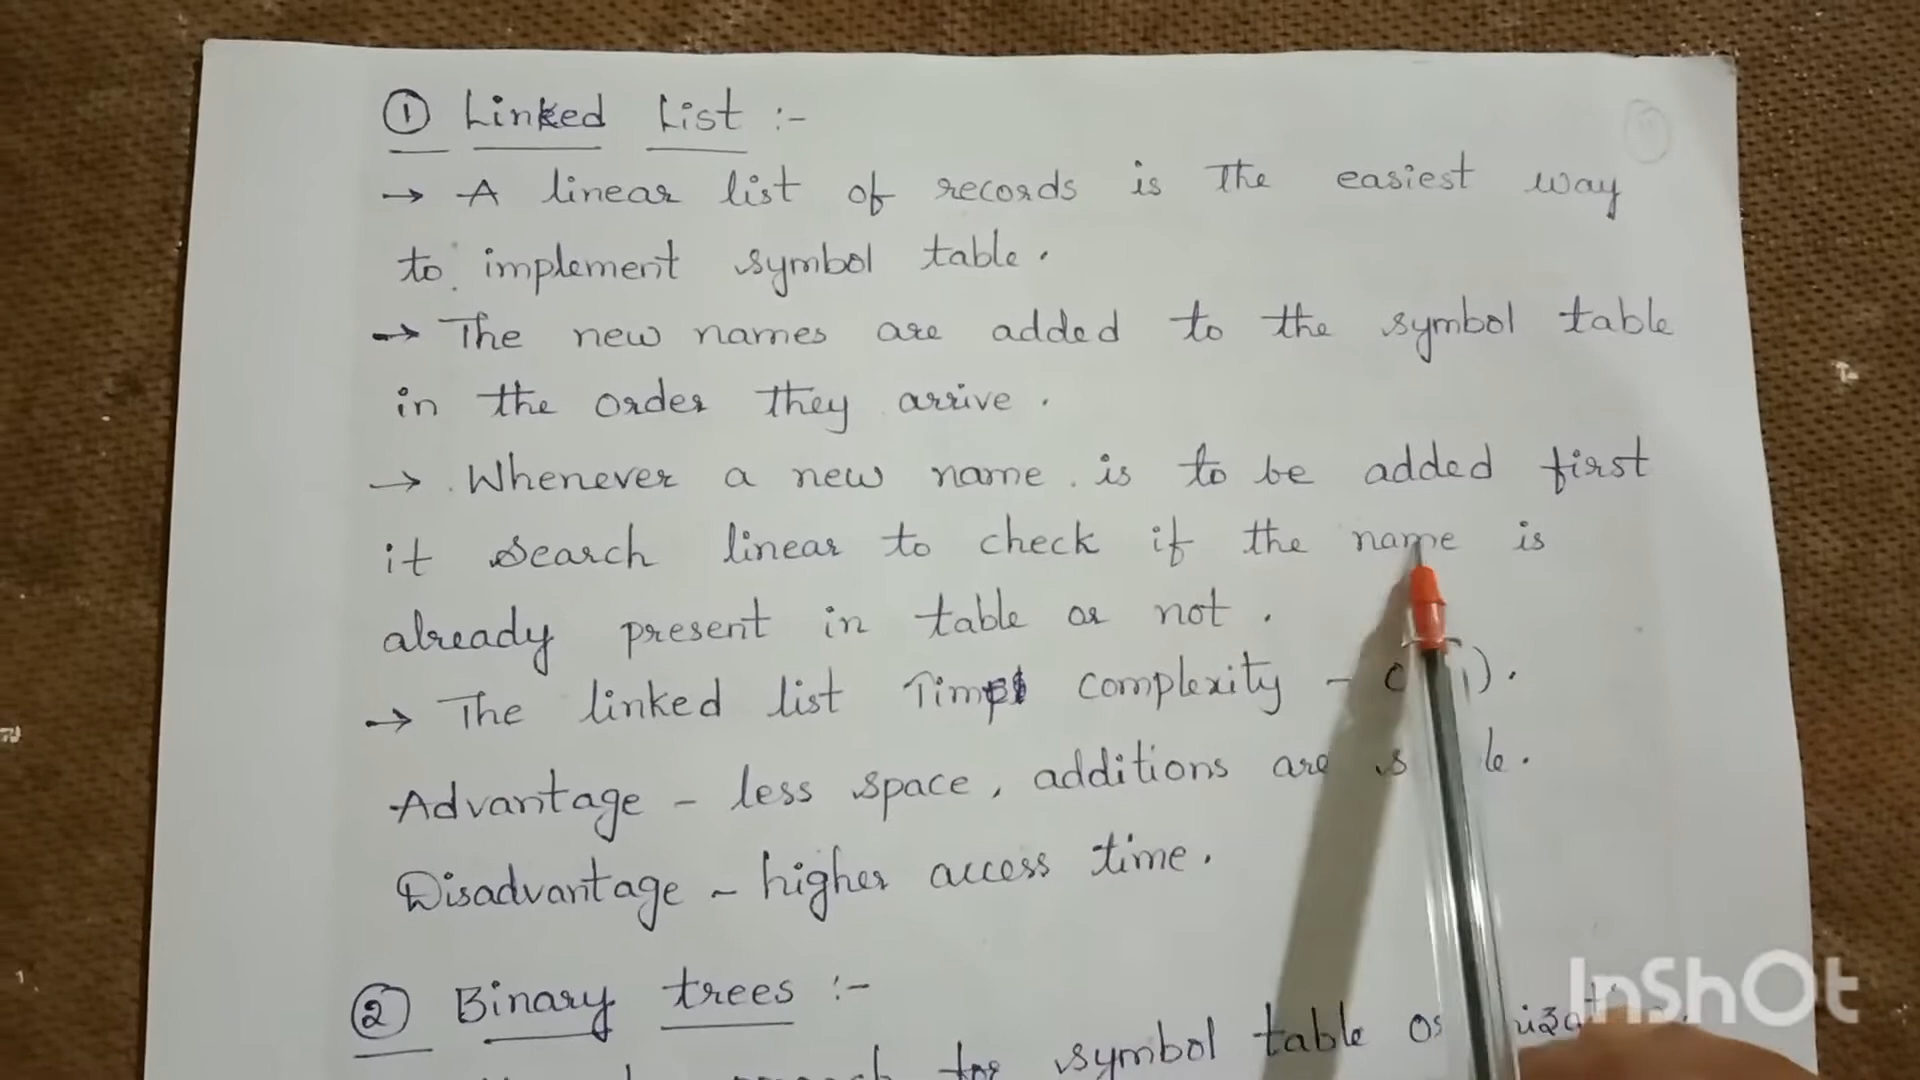 ① Linked List :-
→ A linear list of records is the easiest way
to implement symbol table.
→ The new names are added to the symbol table
in the order they arrive.
→ Whenever a new name is to be added first
it search linear to check if the name is
already present in table or not.
→ The linked list Time complexity -
Advantage - less space, additions are
Disadvantage - higher access time.
② Binary trees :-
for symbol table
InShOt